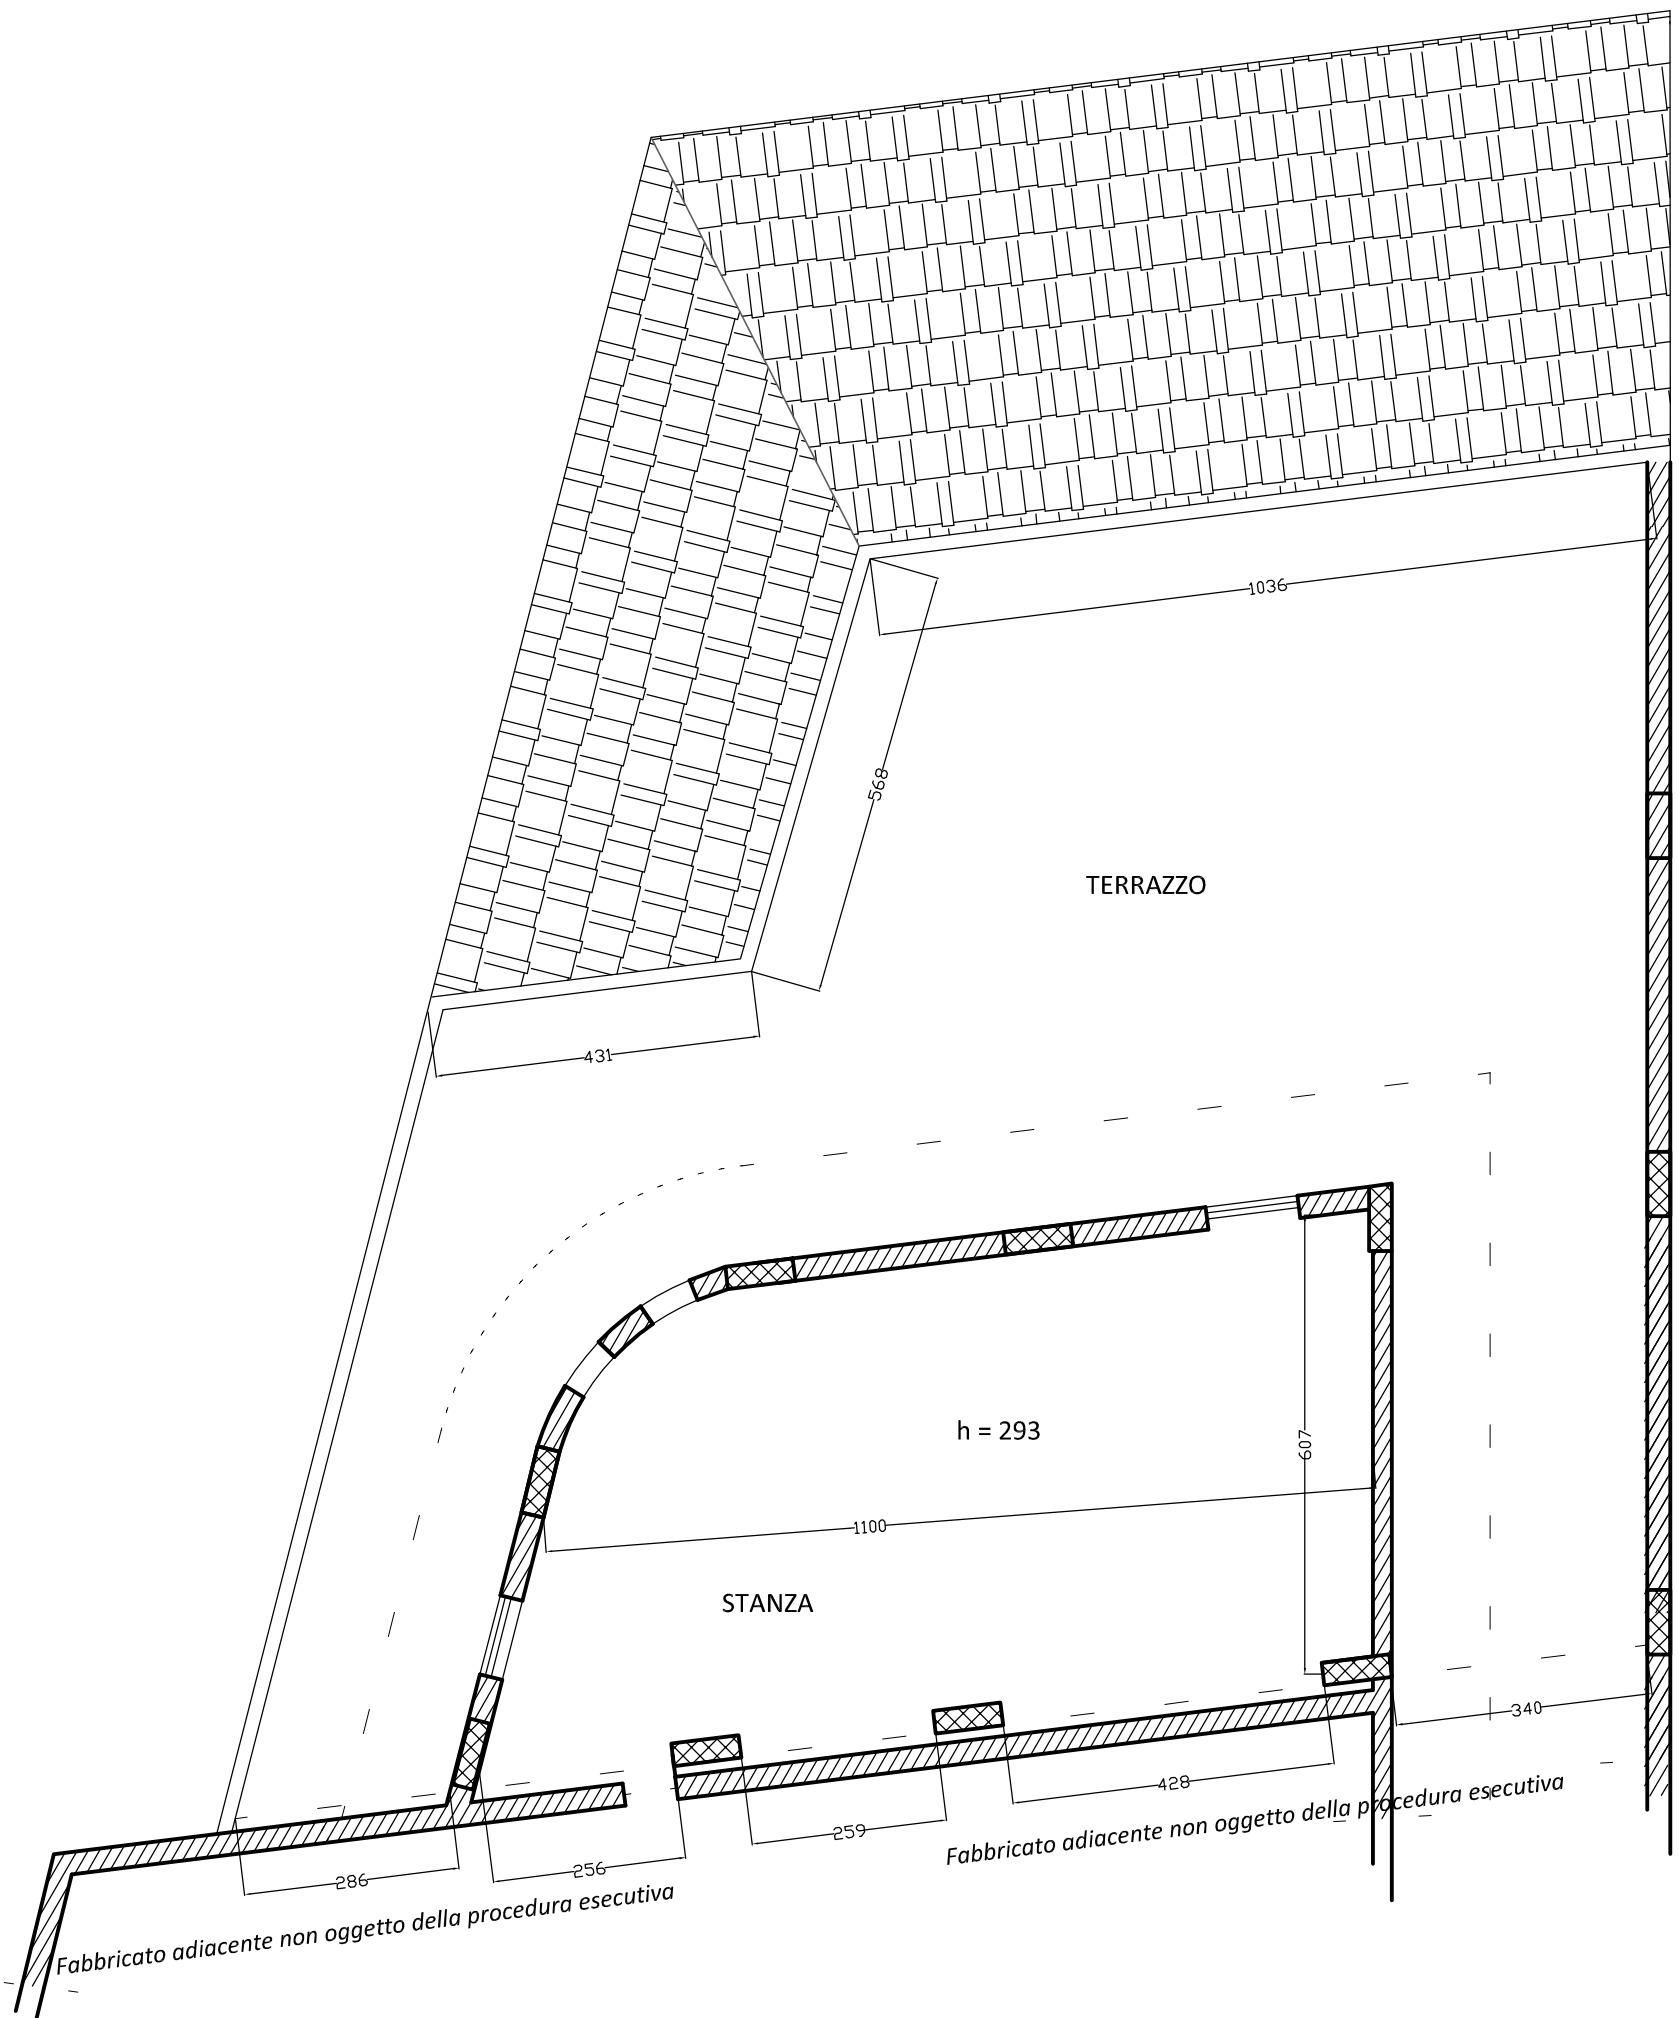 1036
568
TERRAZZO
431
h = 293
607
1100
STANZA
340
428
259
256
286
Fabbricato adiacente non oggetto della procedura esecutiva
Fabbricato adiacente non oggetto della procedura esecutiva